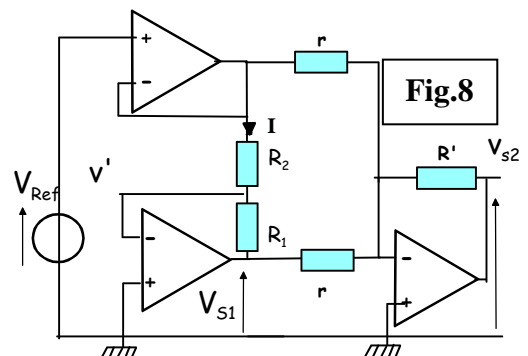 r
+
-
Fig.8
I
R₂
R'
Vs2
v'
VRef
R₁
-
+
r
-
+
VS1